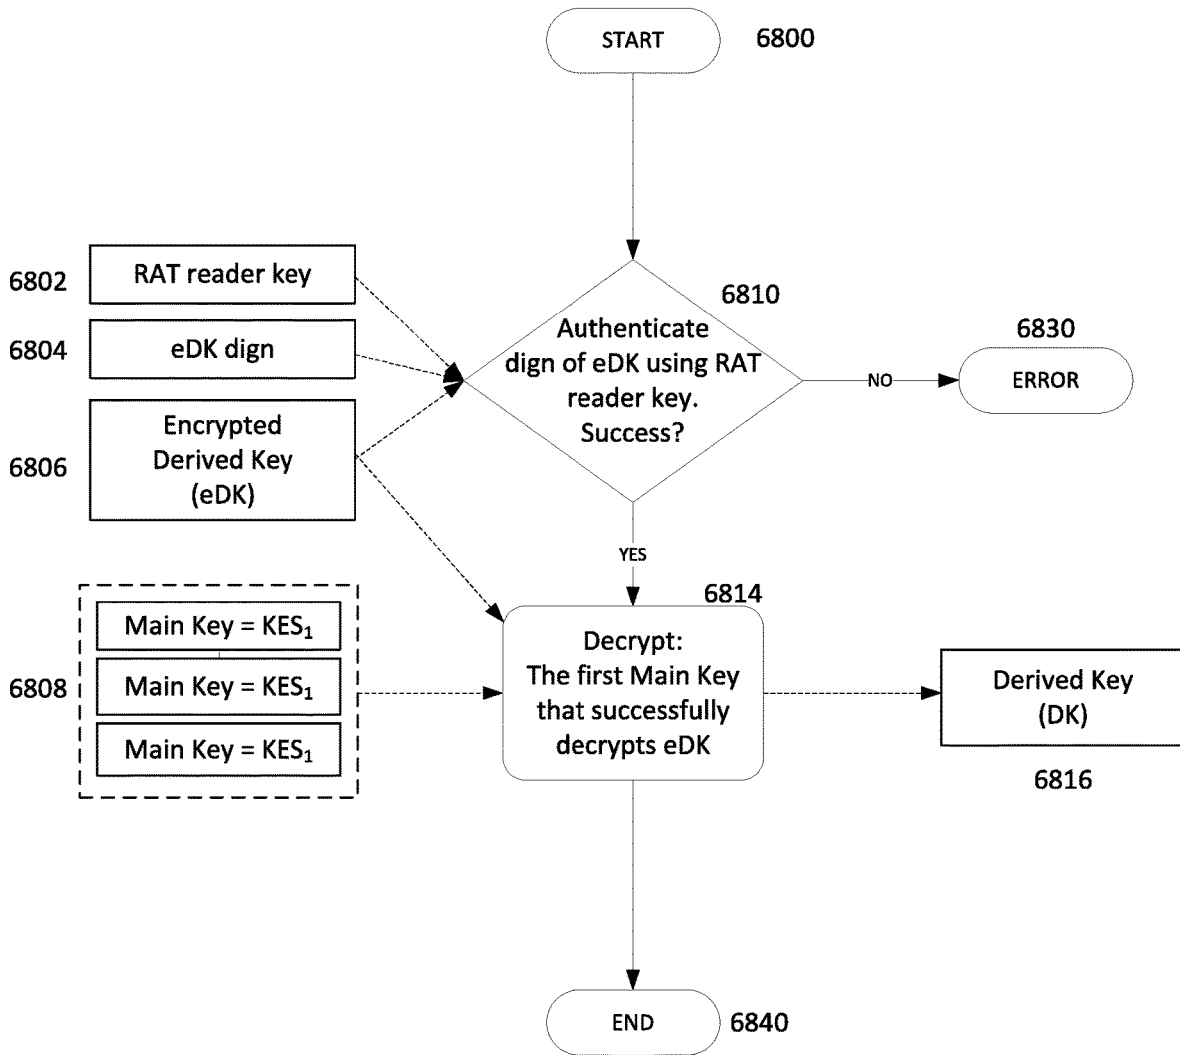 START
6800
6802
RAT reader key
6804
eDK dign
6806
Encrypted
Derived Key
(eDK)
6810
Authenticate
dign of eDK using RAT
reader key.
Success?
NO
6830
ERROR
YES
6808
Main Key = KES₁
Main Key = KES₁
Main Key = KES₁
6814
Decrypt:
The first Main Key
that successfully
decrypts eDK
Derived Key
(DK)
6816
END
6840